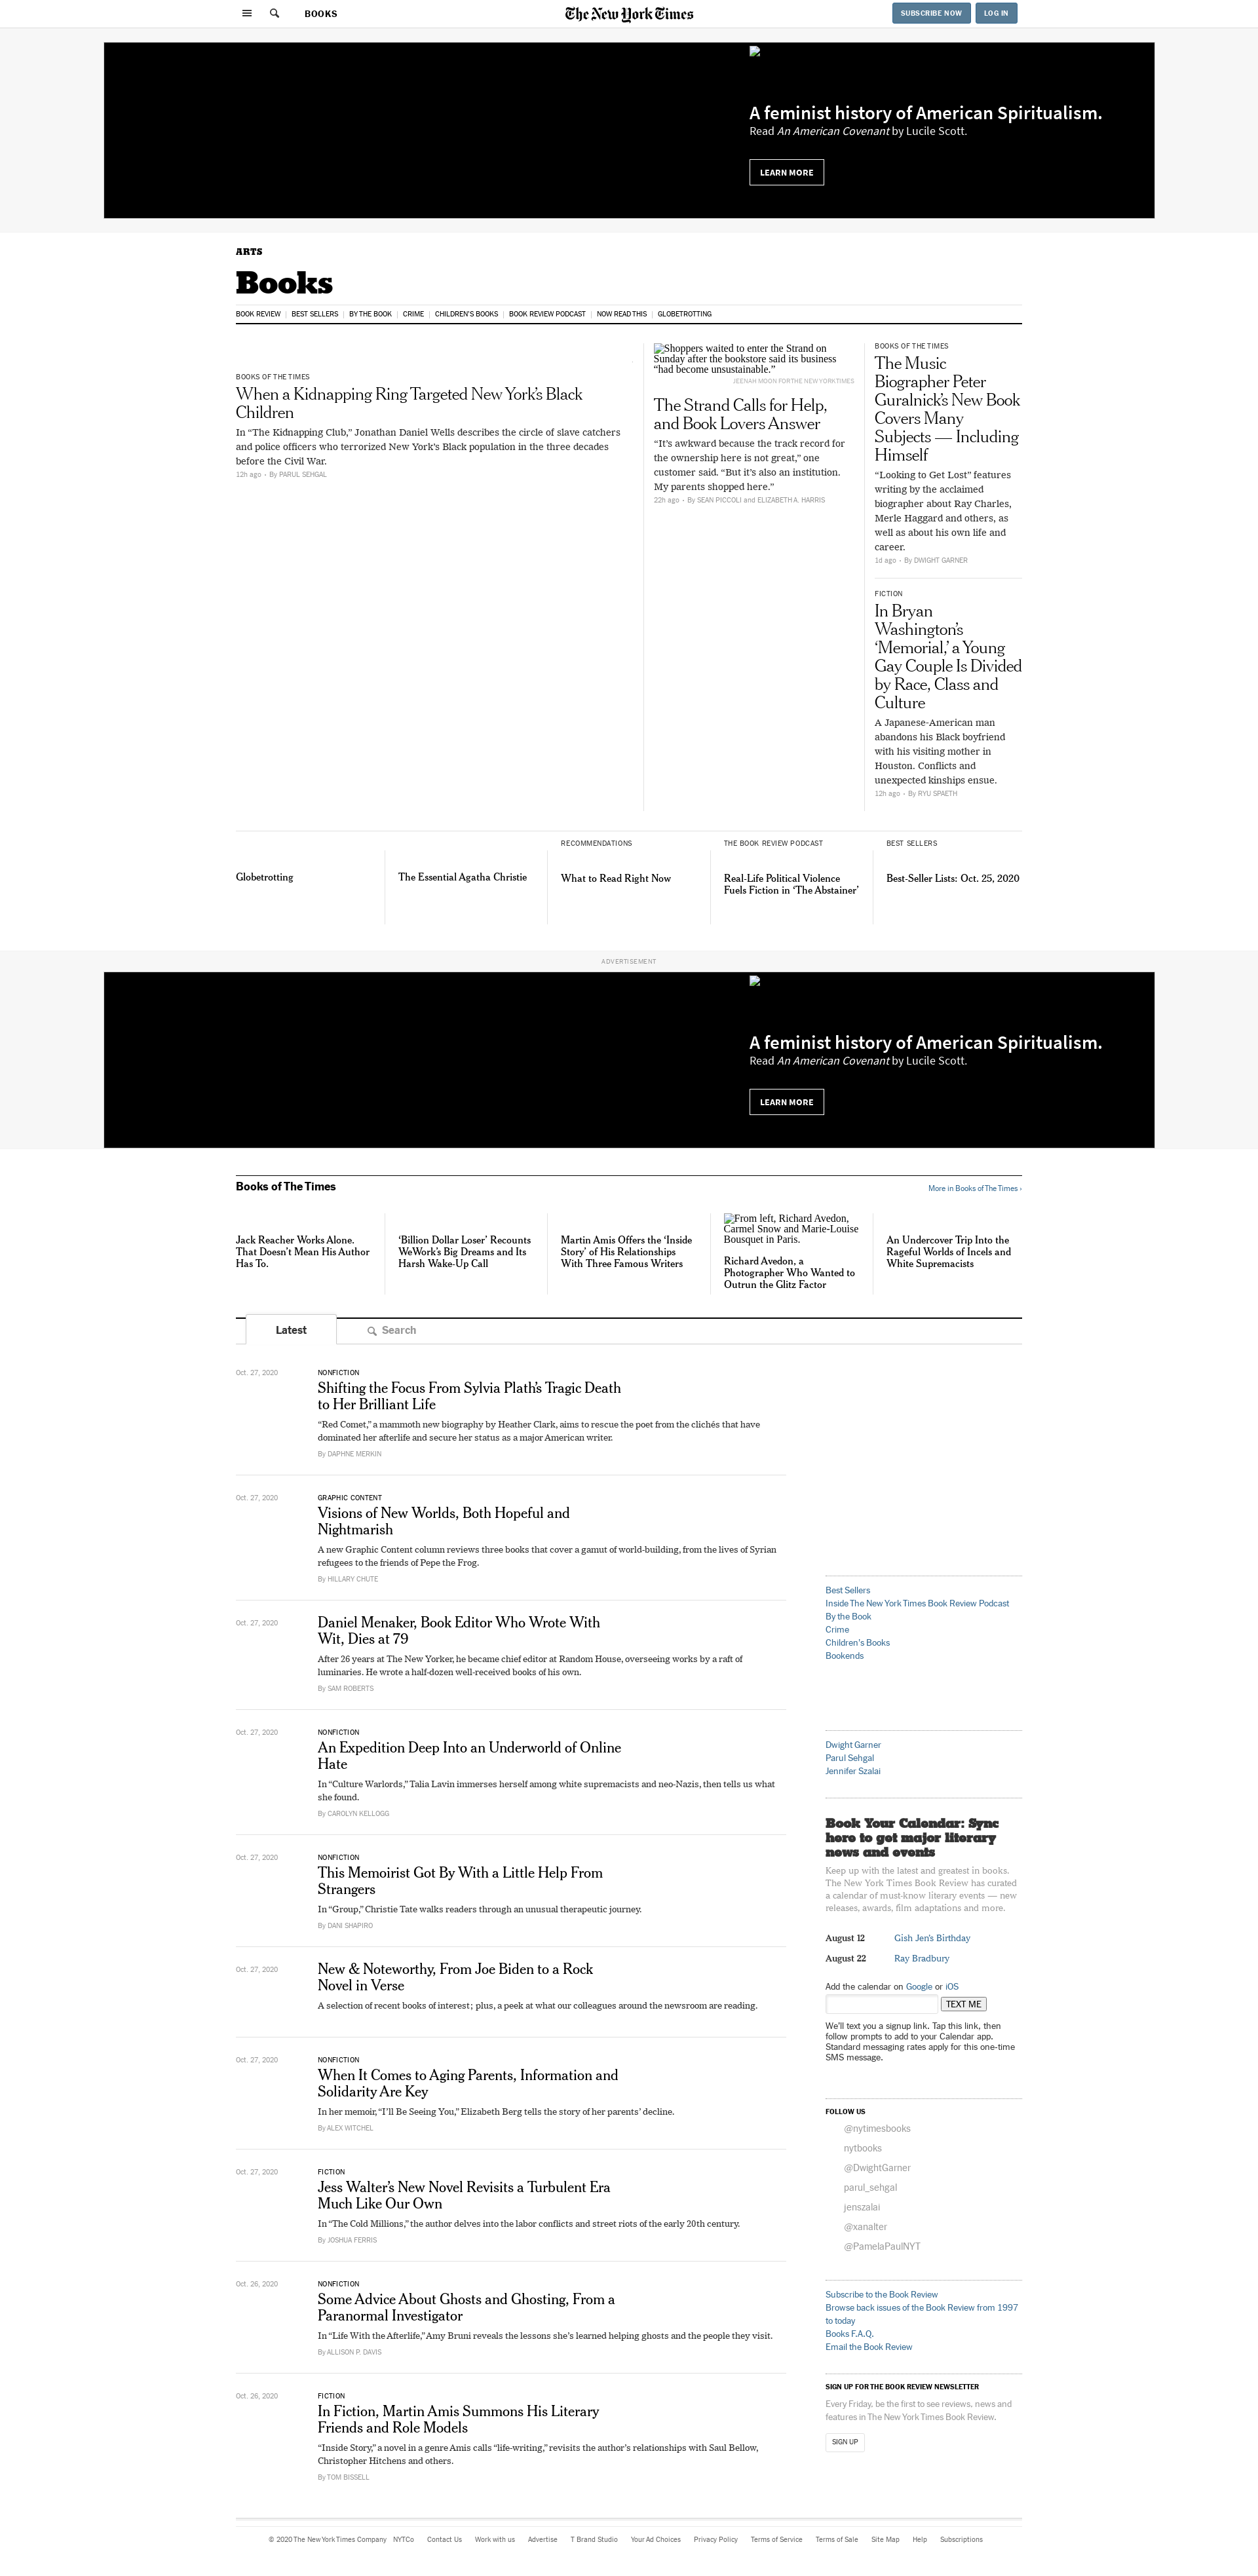 BOOKS
The New York Times
SUBSCRIBE NOW
LOG IN
A feminist history of American Spiritualism.
Read An American Covenant by Lucile Scott.
LEARN MORE
ARTS
Books
BOOK REVIEW
BEST SELLERS
BY THE BOOK
CRIME
CHILDREN'S BOOKS
BOOK REVIEW PODCAST
NOW READ THIS
GLOBETROTTING
BOOKS OF THE TIMES
When a Kidnapping Ring Targeted New York’s Black
Children
In “The Kidnapping Club,” Jonathan Daniel Wells describes the circle of slave catchers
and police officers who terrorized New York’s Black population in the three decades
before the Civil War.
12h ago • By PARUL SEHGAL
Shoppers waited to enter the Strand on
Sunday after the bookstore said its business
“had become unsustainable.”
JEENAH MOON FOR THE NEW YORK TIMES
The Strand Calls for Help,
and Book Lovers Answer
“It’s awkward because the track record for
the ownership here is not great,” one
customer said. “But it’s also an institution.
My parents shopped here.”
22h ago • By SEAN PICCOLI and ELIZABETH A. HARRIS
BOOKS OF THE TIMES
The Music
Biographer Peter
Guralnick’s New Book
Covers Many
Subjects — Including
Himself
“Looking to Get Lost” features
writing by the acclaimed
biographer about Ray Charles,
Merle Haggard and others, as
well as about his own life and
career.
1d ago • By DWIGHT GARNER
FICTION
In Bryan
Washington’s
‘Memorial,’ a Young
Gay Couple Is Divided
by Race, Class and
Culture
A Japanese-American man
abandons his Black boyfriend
with his visiting mother in
Houston. Conflicts and
unexpected kinships ensue.
12h ago • By RYU SPAETH
Globetrotting
The Essential Agatha Christie
RECOMMENDATIONS
What to Read Right Now
THE BOOK REVIEW PODCAST
Real-Life Political Violence
Fuels Fiction in ‘The Abstainer’
BEST SELLERS
Best-Seller Lists: Oct. 25, 2020
ADVERTISEMENT
A feminist history of American Spiritualism.
Read An American Covenant by Lucile Scott.
LEARN MORE
Books of The Times
More in Books of The Times ›
Jack Reacher Works Alone.
That Doesn’t Mean His Author
Has To.
‘Billion Dollar Loser’ Recounts
WeWork’s Big Dreams and Its
Harsh Wake-Up Call
Martin Amis Offers the ‘Inside
Story’ of His Relationships
With Three Famous Writers
From left, Richard Avedon,
Carmel Snow and Marie-Louise
Bousquet in Paris.
Richard Avedon, a
Photographer Who Wanted to
Outrun the Glitz Factor
An Undercover Trip Into the
Rageful Worlds of Incels and
White Supremacists
Latest
Search
Oct. 27, 2020
NONFICTION
Shifting the Focus From Sylvia Plath’s Tragic Death
to Her Brilliant Life
“Red Comet,” a mammoth new biography by Heather Clark, aims to rescue the poet from the clichés that have
dominated her afterlife and secure her status as a major American writer.
By DAPHNE MERKIN
Oct. 27, 2020
GRAPHIC CONTENT
Visions of New Worlds, Both Hopeful and
Nightmarish
A new Graphic Content column reviews three books that cover a gamut of world-building, from the lives of Syrian
refugees to the friends of Pepe the Frog.
By HILLARY CHUTE
Oct. 27, 2020
Daniel Menaker, Book Editor Who Wrote With
Wit, Dies at 79
After 26 years at The New Yorker, he became chief editor at Random House, overseeing works by a raft of
luminaries. He wrote a half-dozen well-received books of his own.
By SAM ROBERTS
Oct. 27, 2020
NONFICTION
An Expedition Deep Into an Underworld of Online
Hate
In “Culture Warlords,” Talia Lavin immerses herself among white supremacists and neo-Nazis, then tells us what
she found.
By CAROLYN KELLOGG
Oct. 27, 2020
NONFICTION
This Memoirist Got By With a Little Help From
Strangers
In “Group,” Christie Tate walks readers through an unusual therapeutic journey.
By DANI SHAPIRO
Oct. 27, 2020
New & Noteworthy, From Joe Biden to a Rock
Novel in Verse
A selection of recent books of interest; plus, a peek at what our colleagues around the newsroom are reading.
Oct. 27, 2020
NONFICTION
When It Comes to Aging Parents, Information and
Solidarity Are Key
In her memoir, “I’ll Be Seeing You,” Elizabeth Berg tells the story of her parents’ decline.
By ALEX WITCHEL
Oct. 27, 2020
FICTION
Jess Walter’s New Novel Revisits a Turbulent Era
Much Like Our Own
In “The Cold Millions,” the author delves into the labor conflicts and street riots of the early 20th century.
By JOSHUA FERRIS
Oct. 26, 2020
NONFICTION
Some Advice About Ghosts and Ghosting, From a
Paranormal Investigator
In “Life With the Afterlife,” Amy Bruni reveals the lessons she’s learned helping ghosts and the people they visit.
By ALLISON P. DAVIS
Oct. 26, 2020
FICTION
In Fiction, Martin Amis Summons His Literary
Friends and Role Models
“Inside Story,” a novel in a genre Amis calls “life-writing,” revisits the author’s relationships with Saul Bellow,
Christopher Hitchens and others.
By TOM BISSELL
Best Sellers
Inside The New York Times Book Review Podcast
By the Book
Crime
Children's Books
Bookends
Dwight Garner
Parul Sehgal
Jennifer Szalai
Book Your Calendar: Sync
here to get major literary
news and events
Keep up with the latest and greatest in books.
The New York Times Book Review has curated
a calendar of must-know literary events — new
releases, awards, film adaptations and more.
August 12 Gish Jen's Birthday
August 22 Ray Bradbury
Add the calendar on Google or iOS
TEXT ME
We’ll text you a signup link. Tap this link, then
follow prompts to add to your Calendar app.
Standard messaging rates apply for this one-time
SMS message.
FOLLOW US
@nytimesbooks
nytbooks
@DwightGarner
parul_sehgal
jenszalai
@xanalter
@PamelaPaulNYT
Subscribe to the Book Review
Browse back issues of the Book Review from 1997
to today
Books F.A.Q.
Email the Book Review
SIGN UP FOR THE BOOK REVIEW NEWSLETTER
Every Friday, be the first to see reviews, news and
features in The New York Times Book Review.
SIGN UP
© 2020 The New York Times Company
NYTCo
Contact Us
Work with us
Advertise
T Brand Studio
Your Ad Choices
Privacy Policy
Terms of Service
Terms of Sale
Site Map
Help
Subscriptions